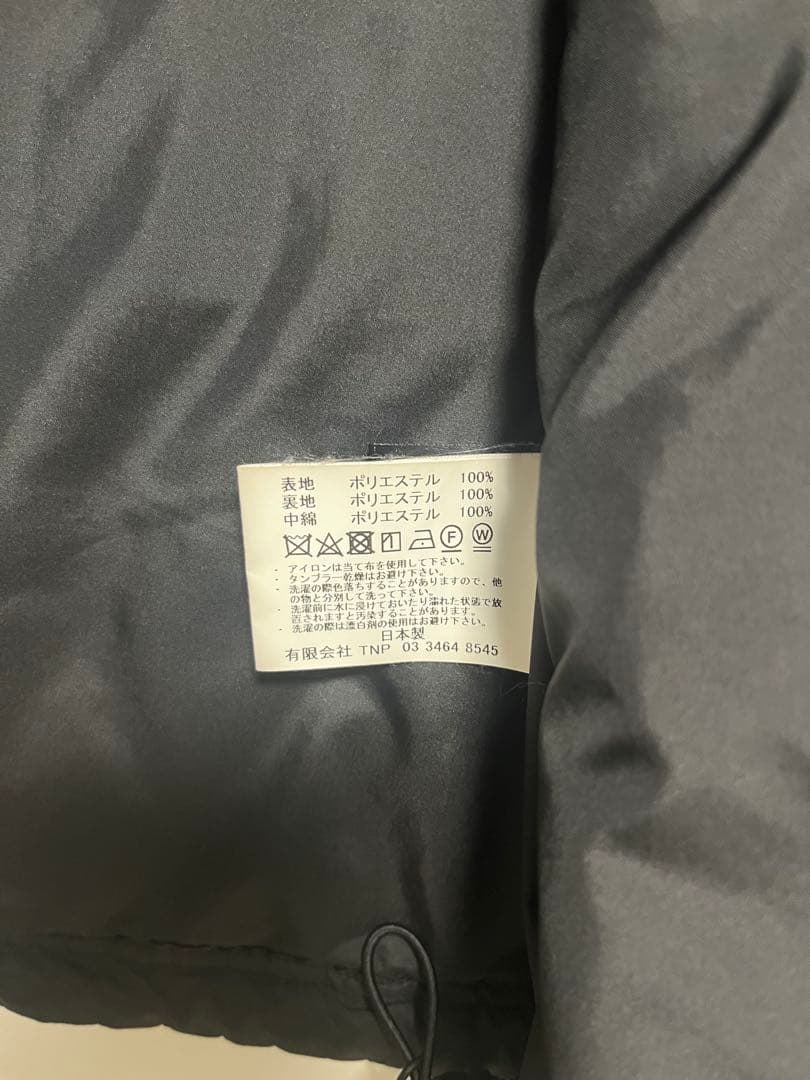 表地 ポリエステル 100%
裏地 ポリエステル 100%
中綿 ポリエステル 100%
F W
- アイロンは当て布を使用して下さい。
- タンブラー乾燥はお避け下さい。
- 洗濯の際色落ちすることがありますので、他
の物と分別して洗って下さい。
- 洗濯前に水に浸けておいたり濡れた状態で放
置されますと汚染することがあります。
- 洗濯の際は漂白剤の使用はお避け下さい。
日本製
有限会社 TNP 03 3464 8545